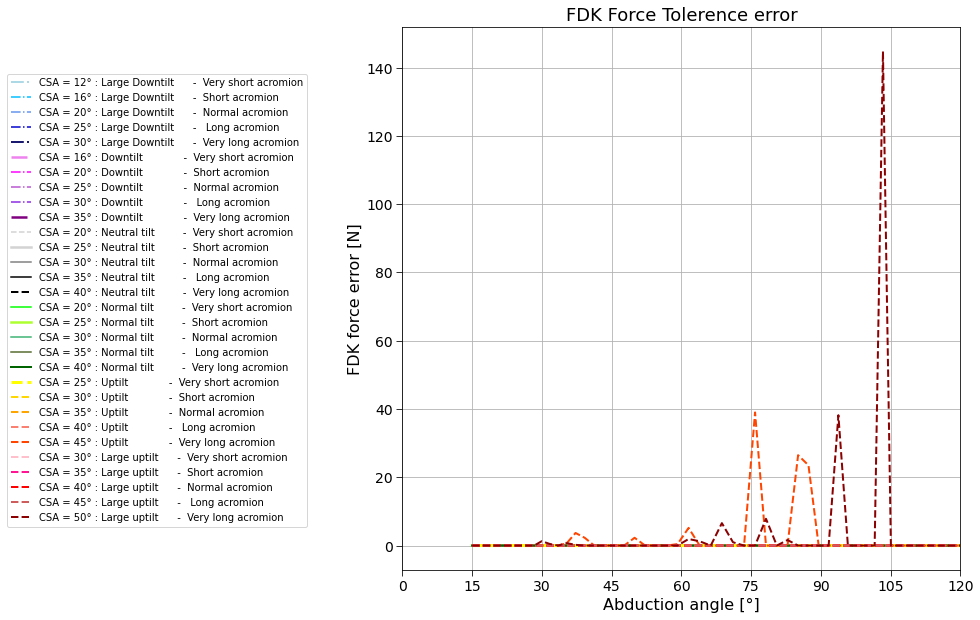 FDK Force Tolerence error
CSA = 12° : Large Downtilt - Very short acromion
CSA = 16° : Large Downtilt - Short acromion
CSA = 20° : Large Downtilt - Normal acromion
CSA = 25° : Large Downtilt - Long acromion
CSA = 30° : Large Downtilt - Very long acromion
CSA = 16° : Downtilt - Very short acromion
CSA = 20° : Downtilt - Short acromion
CSA = 25° : Downtilt - Normal acromion
CSA = 30° : Downtilt - Long acromion
CSA = 35° : Downtilt - Very long acromion
CSA = 20° : Neutral tilt - Very short acromion
CSA = 25° : Neutral tilt - Short acromion
CSA = 30° : Neutral tilt - Normal acromion
CSA = 35° : Neutral tilt - Long acromion
CSA = 40° : Neutral tilt - Very long acromion
CSA = 20° : Normal tilt - Very short acromion
CSA = 25° : Normal tilt - Short acromion
CSA = 30° : Normal tilt - Normal acromion
CSA = 35° : Normal tilt - Long acromion
CSA = 40° : Normal tilt - Very long acromion
CSA = 25° : Uptilt - Very short acromion
CSA = 30° : Uptilt - Short acromion
CSA = 35° : Uptilt - Normal acromion
CSA = 40° : Uptilt - Long acromion
CSA = 45° : Uptilt - Very long acromion
CSA = 30° : Large uptilt - Very short acromion
CSA = 35° : Large uptilt - Short acromion
CSA = 40° : Large uptilt - Normal acromion
CSA = 45° : Large uptilt - Long acromion
CSA = 50° : Large uptilt - Very long acromion
FDK force error [N]
140
120
100
80
60
40
20
0
0 15 30 45 60 75 90 105 120
Abduction angle [°]